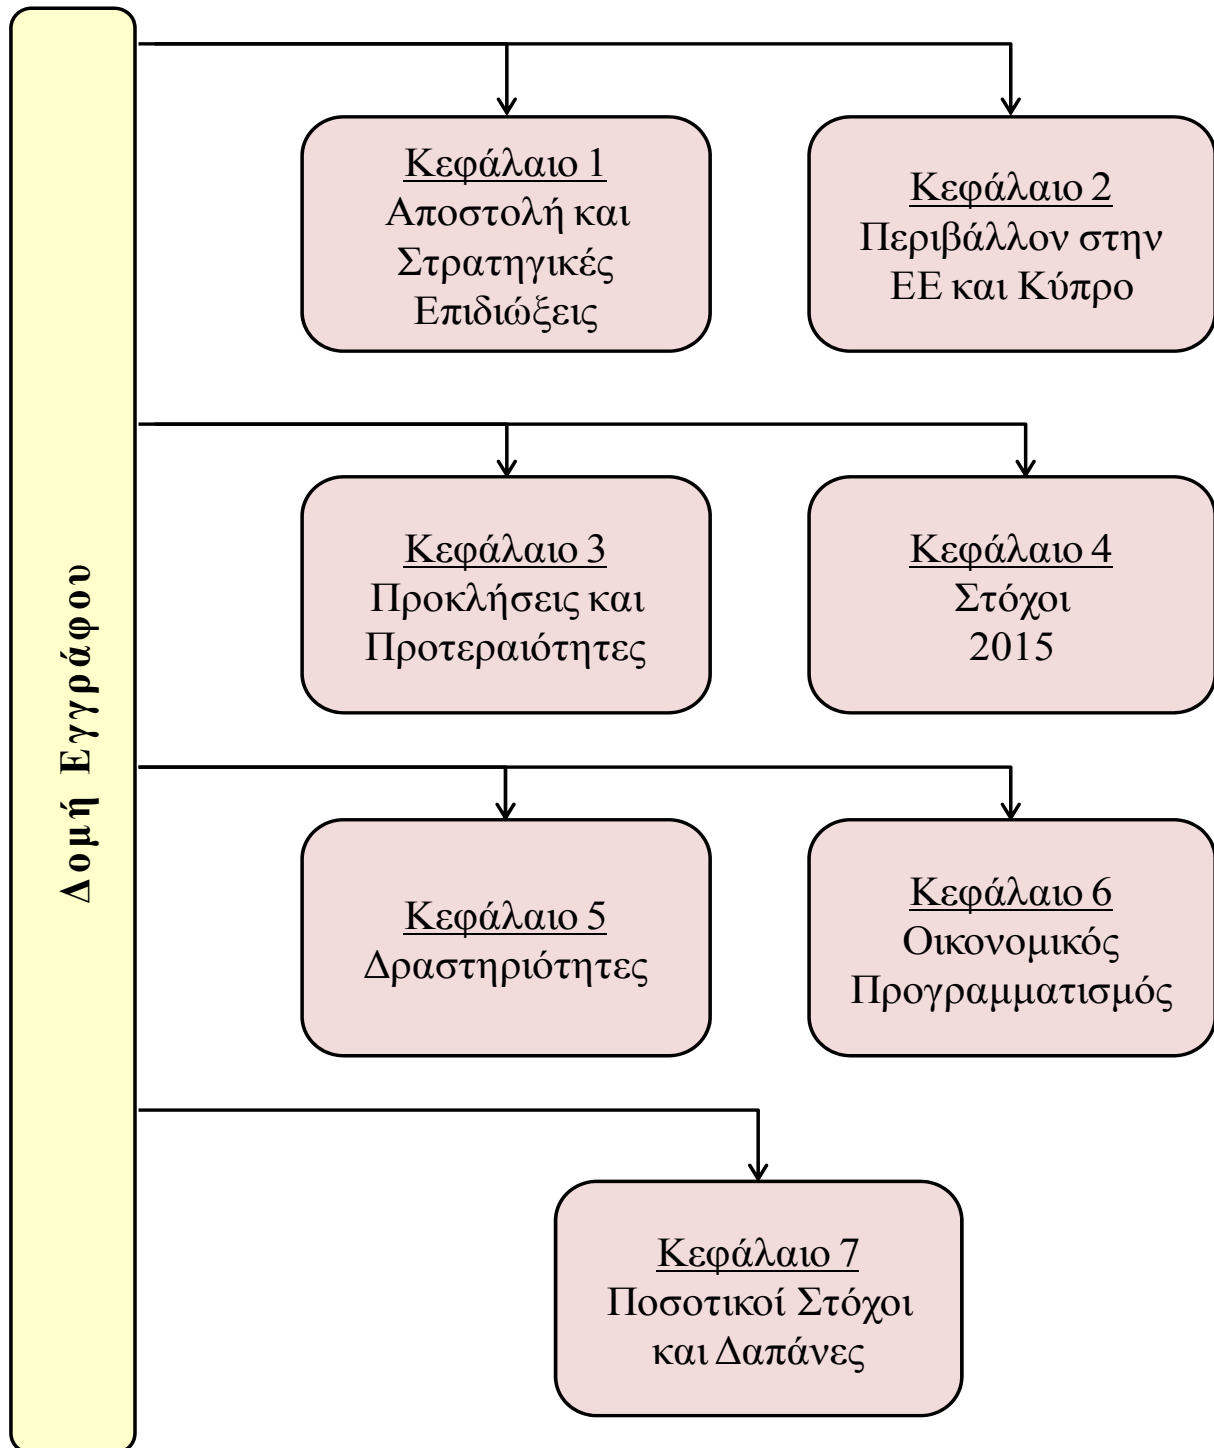 Δομή Εγγράφου
Κεφάλαιο 1
Αποστολή και
Στρατηγικές
Επιδιώξεις
Κεφάλαιο 2
Περιβάλλον στην
ΕΕ και Κύπρο
Κεφάλαιο 3
Προκλήσεις και
Προτεραιότητες
Κεφάλαιο 4
Στόχοι
2015
Κεφάλαιο 5
Δραστηριότητες
Κεφάλαιο 6
Οικονομικός
Προγραμματισμός
Κεφάλαιο 7
Ποσοτικοί Στόχοι
και Δαπάνες